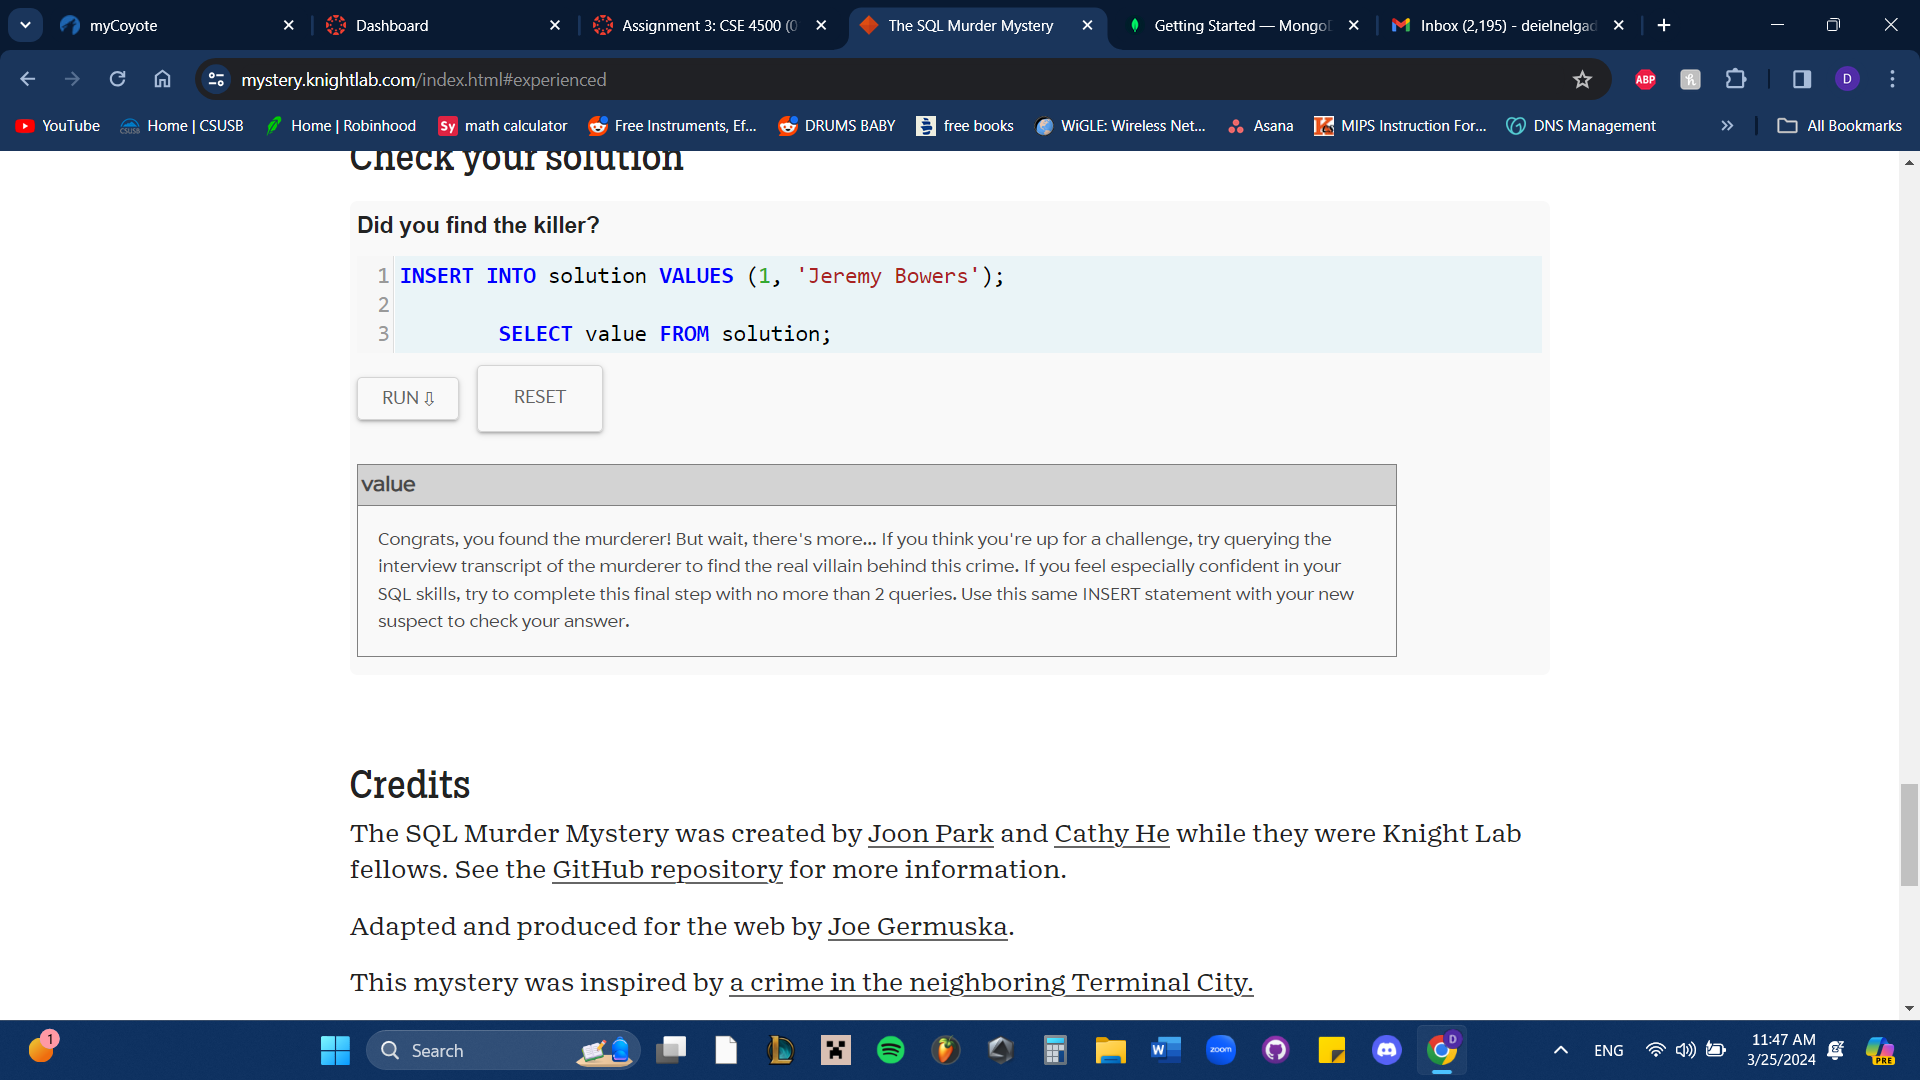 myCoyote
Dashboard
Assignment 3: CSE 4500 (0
The SQL Murder Mystery
Getting Started — Mongo
Inbox (2,195) - deielnelgad
mystery.knightlab.com/index.html#experienced
ABP
D
YouTube
Home | CSUSB
Home | Robinhood
Sy math calculator
Free Instruments, Ef...
DRUMS BABY
free books
WiGLE: Wireless Net...
Asana
MIPS Instruction For...
DNS Management
All Bookmarks
Check your solution
Did you find the killer?
1 INSERT INTO solution VALUES (1, 'Jeremy Bowers');
2
3 SELECT value FROM solution;
RUN ⇩
RESET
value
Congrats, you found the murderer! But wait, there's more... If you think you're up for a challenge, try querying the
interview transcript of the murderer to find the real villain behind this crime. If you feel especially confident in your
SQL skills, try to complete this final step with no more than 2 queries. Use this same INSERT statement with your new
suspect to check your answer.
Credits
The SQL Murder Mystery was created by Joon Park and Cathy He while they were Knight Lab
fellows. See the GitHub repository for more information.
Adapted and produced for the web by Joe Germuska.
This mystery was inspired by a crime in the neighboring Terminal City.
1
Search
zoom
D
ENG
11:47 AM
3/25/2024
PRE